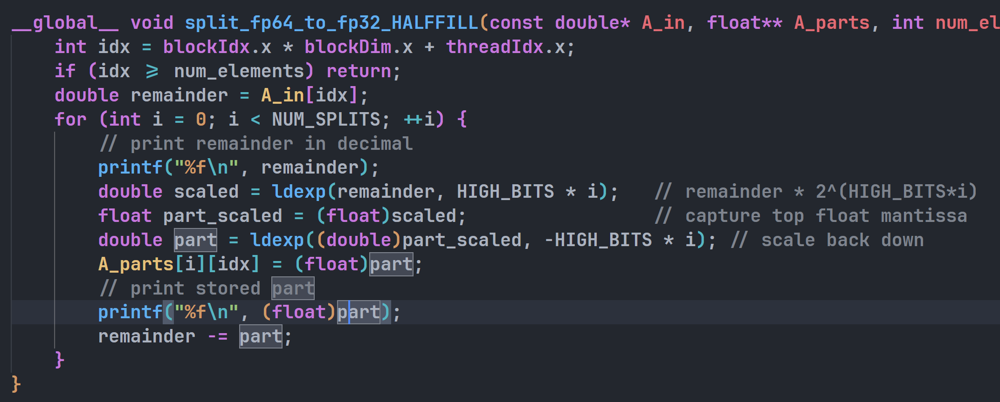 __global__ void split_fp64_to_fp32_HALFFILL(const double* A_in, float** A_parts, int num_el
int idx = blockIdx.x * blockDim.x + threadIdx.x;
if (idx >= num_elements) return;
double remainder = A_in[idx];
for (int i = 0; i < NUM_SPLITS; ++i) {
// print remainder in decimal
printf("%f\n", remainder);
double scaled = ldexp(remainder, HIGH_BITS * i); // remainder * 2^(HIGH_BITS*i)
float part_scaled = (float)scaled; // capture top float mantissa
double part = ldexp((double)part_scaled, -HIGH_BITS * i); // scale back down
A_parts[i][idx] = (float)part;
// print stored part
printf("%f\n", (float)part);
remainder -= part;
}
}